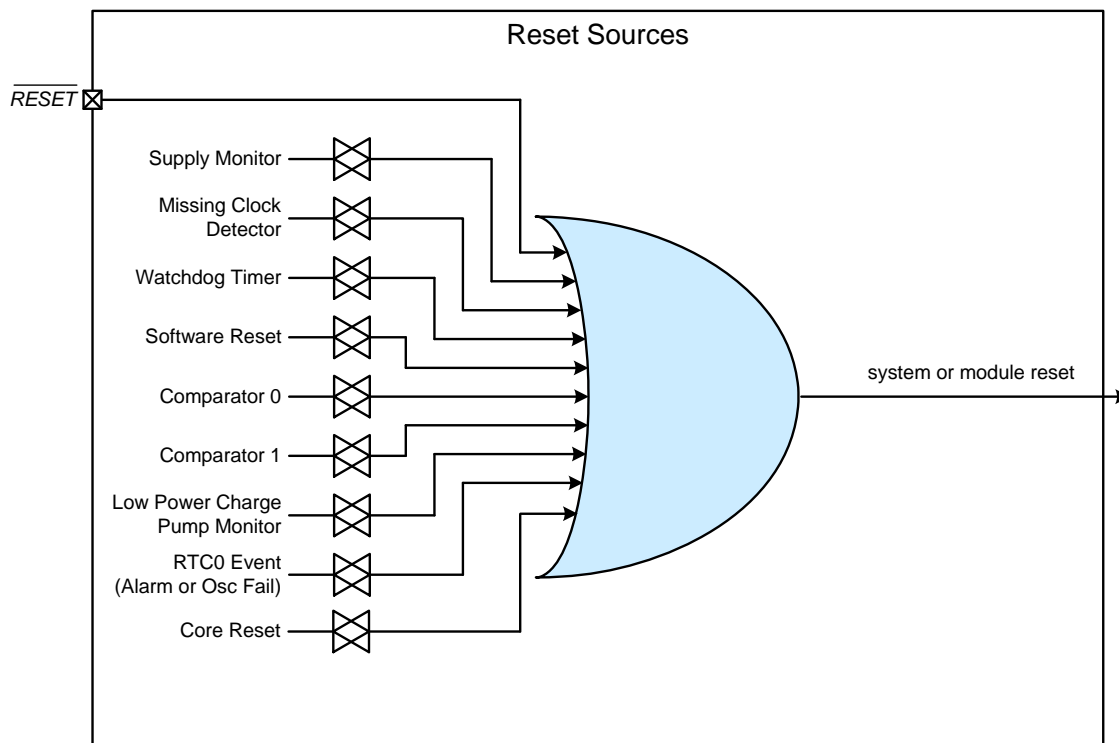 Reset Sources
RESET
Supply Monitor
Missing Clock
Detector
Watchdog Timer
Software Reset
Comparator 0
system or module reset
Comparator 1
Low Power Charge
Pump Monitor
RTC0 Event
(Alarm or Osc Fail)
Core Reset